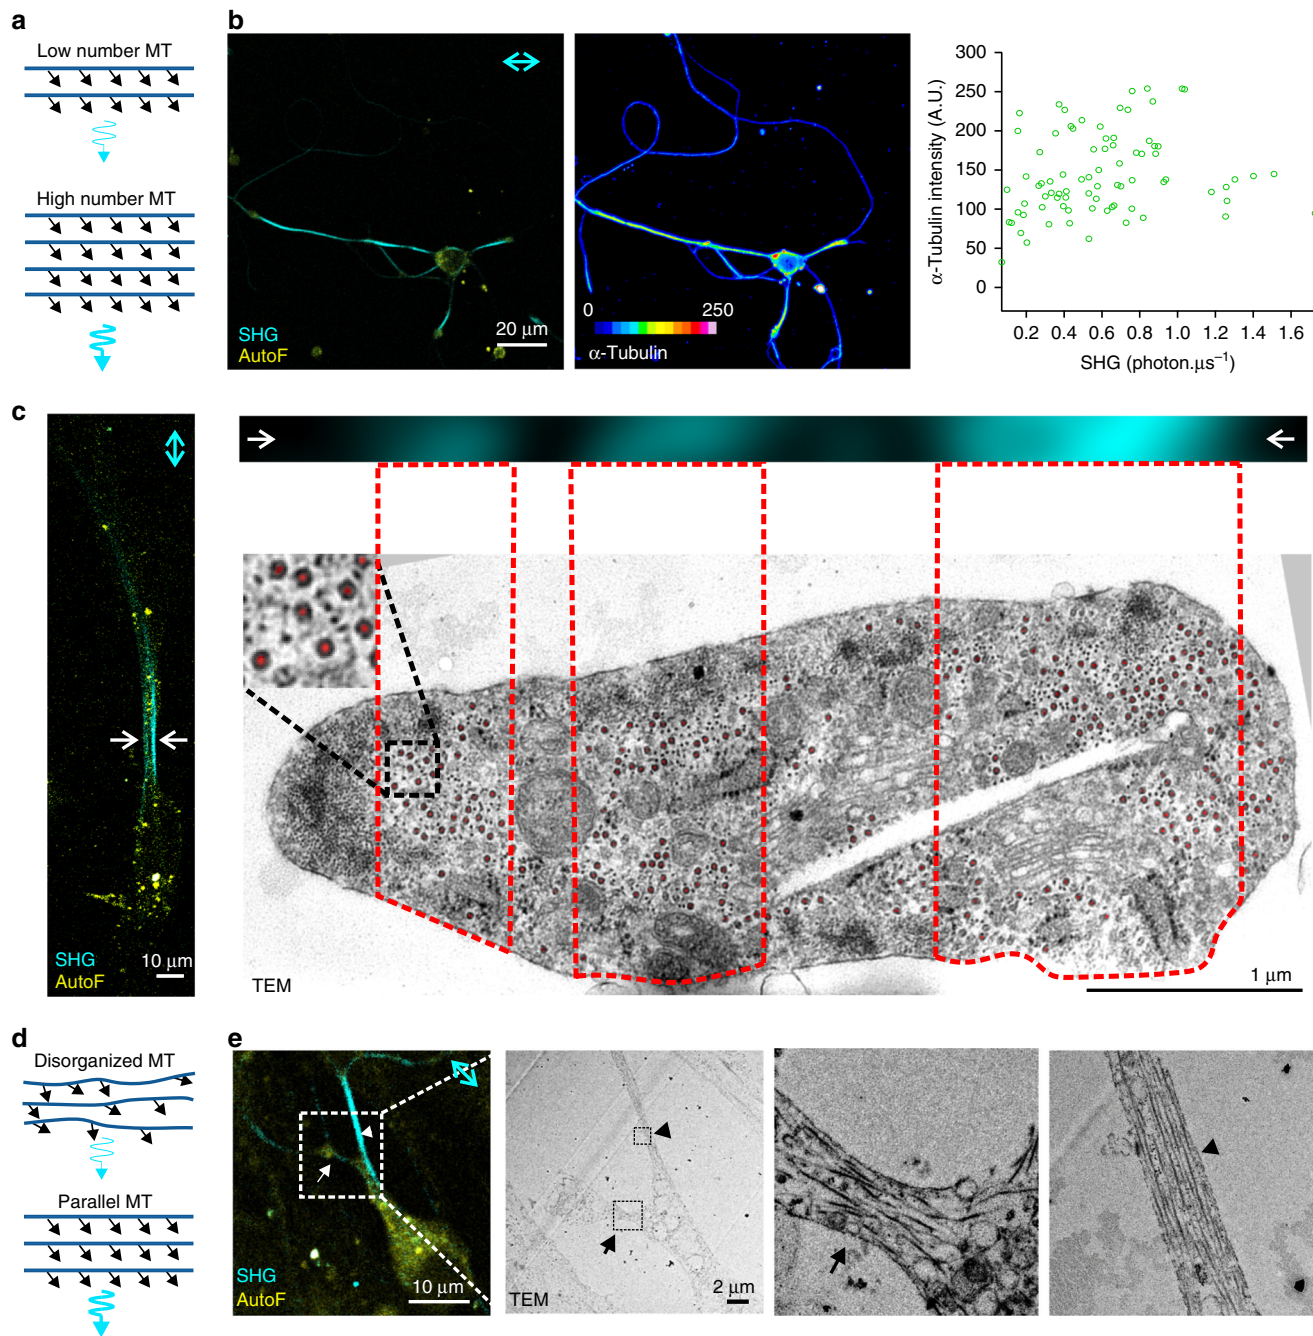 a
Low number MT
High number MT
b
SHG
AutoF
20 μm
0
250
α-Tubulin
α-Tubulin intensity (A.U.)
300
250
200
150
100
50
0
0.2 0.4 0.6 0.8 1.0 1.2 1.4 1.6
SHG (photon.μs⁻¹)
c
SHG
AutoF
10 μm
TEM
1 μm
d
Disorganized MT
Parallel MT
e
SHG
AutoF
10 μm
TEM
2 μm